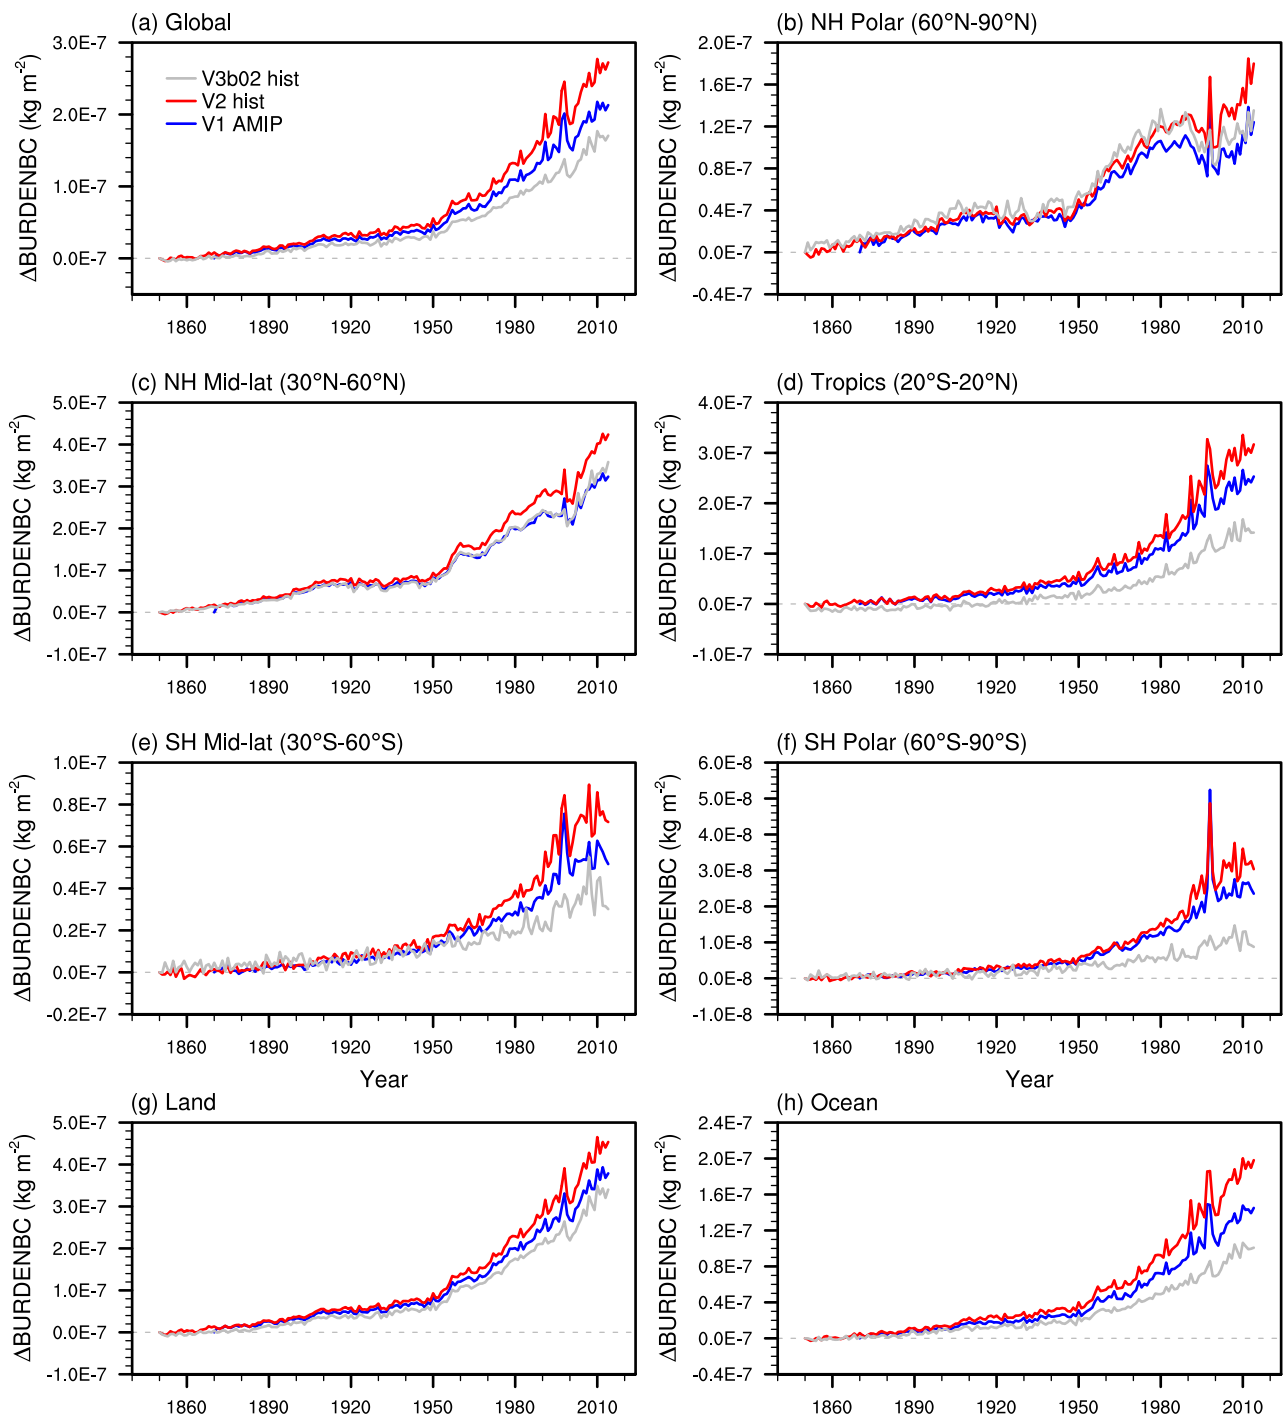 (a) Global
ΔBURDENBC (kg m⁻²)
3.0E-7
2.0E-7
1.0E-7
0.0E-7
V3b02 hist
V2 hist
V1 AMIP
1860 1890 1920 1950 1980 2010
(b) NH Polar (60°N-90°N)
ΔBURDENBC (kg m⁻²)
2.0E-7
1.6E-7
1.2E-7
0.8E-7
0.4E-7
0.0E-7
-0.4E-7
1860 1890 1920 1950 1980 2010
(c) NH Mid-lat (30°N-60°N)
ΔBURDENBC (kg m⁻²)
5.0E-7
4.0E-7
3.0E-7
2.0E-7
1.0E-7
0.0E-7
-1.0E-7
1860 1890 1920 1950 1980 2010
(d) Tropics (20°S-20°N)
ΔBURDENBC (kg m⁻²)
4.0E-7
3.0E-7
2.0E-7
1.0E-7
0.0E-7
-1.0E-7
1860 1890 1920 1950 1980 2010
(e) SH Mid-lat (30°S-60°S)
ΔBURDENBC (kg m⁻²)
1.0E-7
0.8E-7
0.6E-7
0.4E-7
0.2E-7
0.0E-7
-0.2E-7
1860 1890 1920 1950 1980 2010
Year
(f) SH Polar (60°S-90°S)
ΔBURDENBC (kg m⁻²)
6.0E-8
5.0E-8
4.0E-8
3.0E-8
2.0E-8
1.0E-8
0.0E-8
-1.0E-8
1860 1890 1920 1950 1980 2010
Year
(g) Land
ΔBURDENBC (kg m⁻²)
5.0E-7
4.0E-7
3.0E-7
2.0E-7
1.0E-7
0.0E-7
-1.0E-7
1860 1890 1920 1950 1980 2010
(h) Ocean
ΔBURDENBC (kg m⁻²)
2.4E-7
2.0E-7
1.6E-7
1.2E-7
0.8E-7
0.4E-7
0.0E-7
-0.4E-7
1860 1890 1920 1950 1980 2010